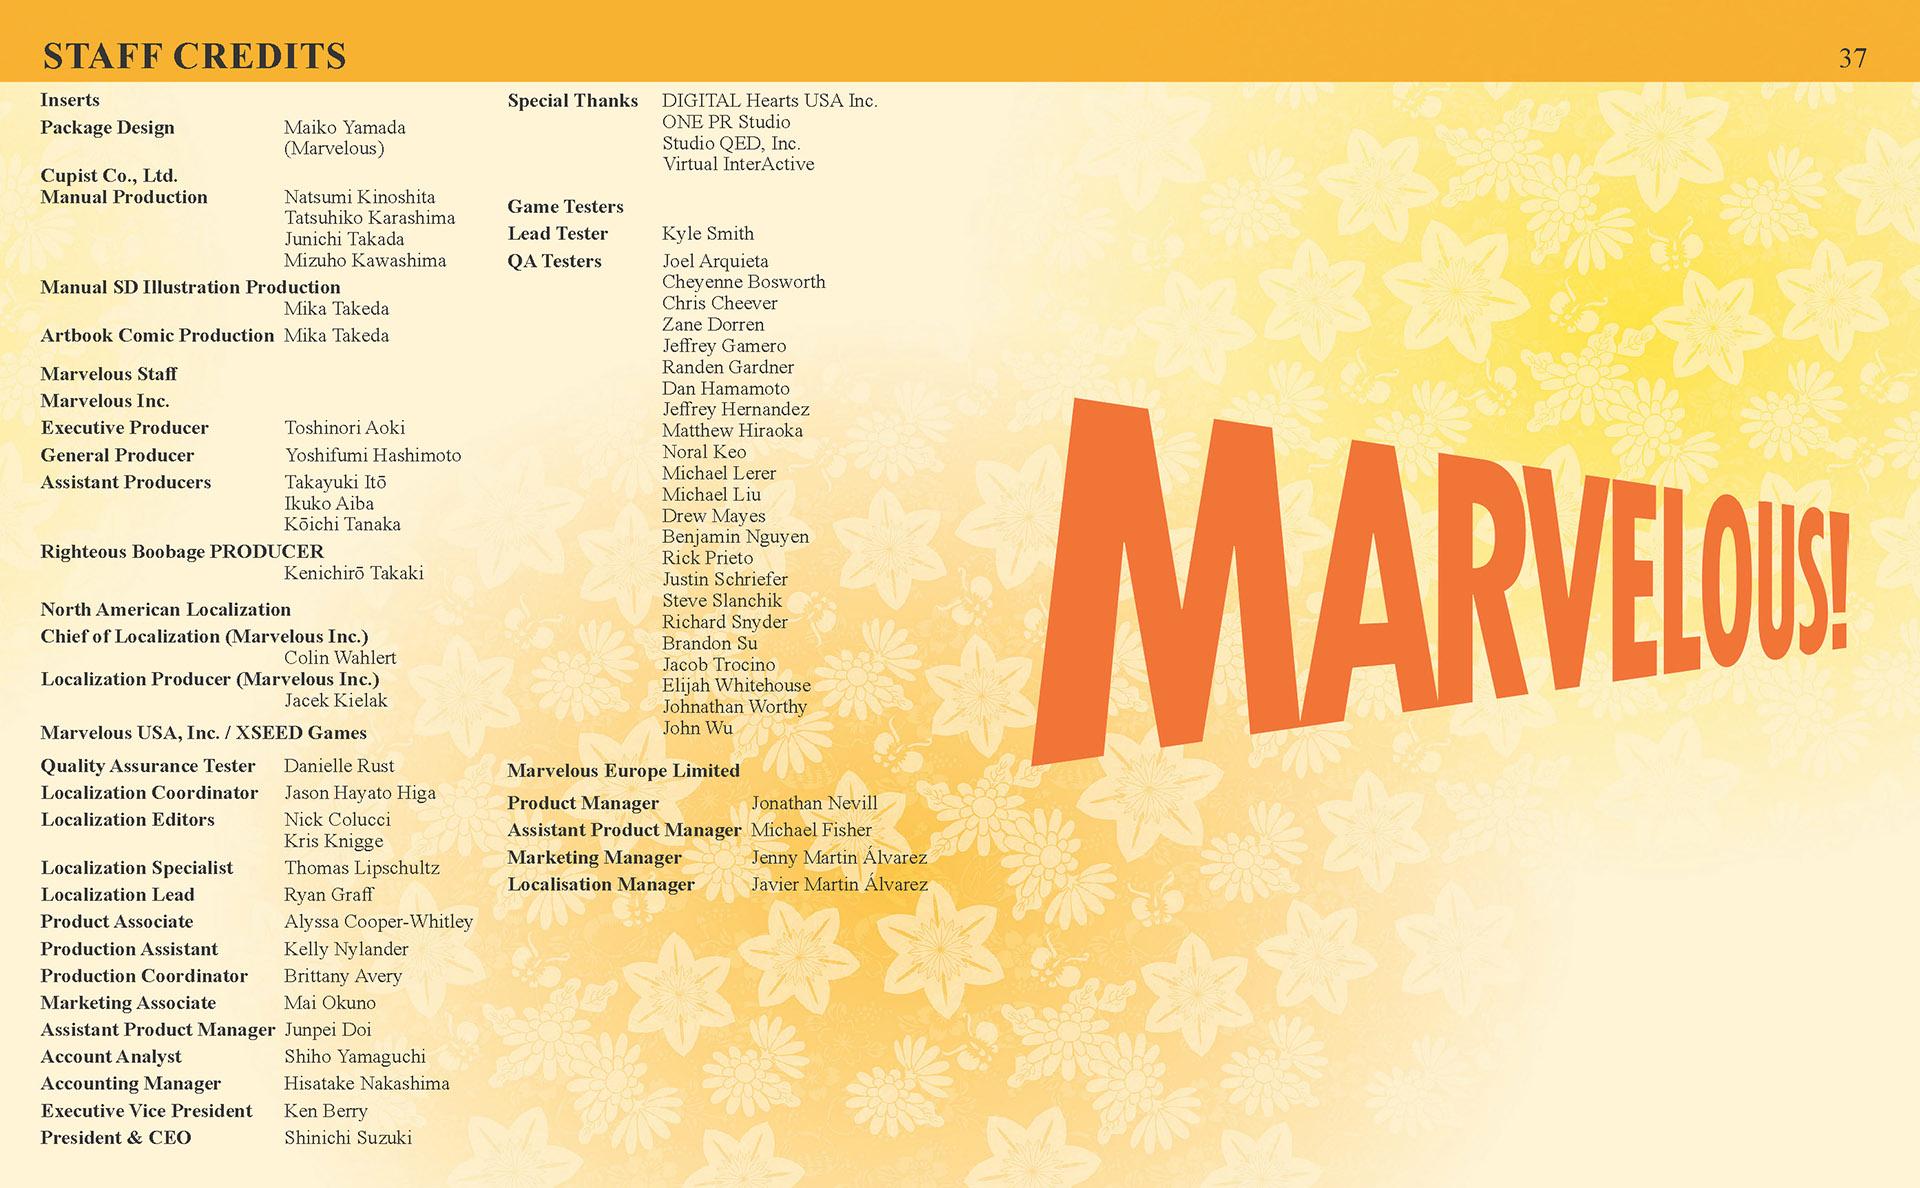 STAFF CREDITS
37
Inserts
Package Design Maiko Yamada
(Marvelous)
Cupist Co., Ltd.
Manual Production Natsumi Kinoshita
Tatsuhiko Karashima
Junichi Takada
Mizuho Kawashima
Manual SD Illustration Production
Mika Takeda
Artbook Comic Production Mika Takeda
Marvelous Staff
Marvelous Inc.
Executive Producer Toshinori Aoki
General Producer Yoshifumi Hashimoto
Assistant Producers Takayuki Itō
Ikuko Aiba
Kōichi Tanaka
Righteous Boobage PRODUCER
Kenichirō Takaki
North American Localization
Chief of Localization (Marvelous Inc.)
Colin Wahlert
Localization Producer (Marvelous Inc.)
Jacek Kielak
Marvelous USA, Inc. / XSEED Games
Quality Assurance Tester Danielle Rust
Localization Coordinator Jason Hayato Higa
Localization Editors Nick Colucci
Kris Knigge
Localization Specialist Thomas Lipschultz
Localization Lead Ryan Graff
Product Associate Alyssa Cooper-Whitley
Production Assistant Kelly Nylander
Production Coordinator Brittany Avery
Marketing Associate Mai Okuno
Assistant Product Manager Junpei Doi
Account Analyst Shiho Yamaguchi
Accounting Manager Hisatake Nakashima
Executive Vice President Ken Berry
President & CEO Shinichi Suzuki
Special Thanks DIGITAL Hearts USA Inc.
ONE PR Studio
Studio QED, Inc.
Virtual InterActive
Game Testers
Lead Tester Kyle Smith
QA Testers Joel Arquieta
Cheyenne Bosworth
Chris Cheever
Zane Dorren
Jeffrey Gamero
Randen Gardner
Dan Hamamoto
Jeffrey Hernandez
Matthew Hiraoka
Noral Keo
Michael Lerer
Michael Liu
Drew Mayes
Benjamin Nguyen
Rick Prieto
Justin Schriefer
Steve Slanchik
Richard Snyder
Brandon Su
Jacob Trocino
Elijah Whitehouse
Johnathan Worthy
John Wu
Marvelous Europe Limited
Product Manager Jonathan Nevill
Assistant Product Manager Michael Fisher
Marketing Manager Jenny Martin Álvarez
Localisation Manager Javier Martin Álvarez
MARVELOUS!